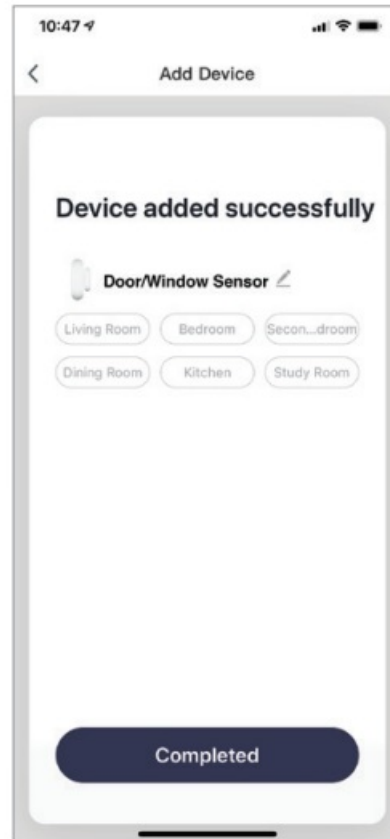 10:47
Add Device
Device added successfully
Door/Window Sensor
Living Room Bedroom Secon...droom
Dining Room Kitchen Study Room
Completed